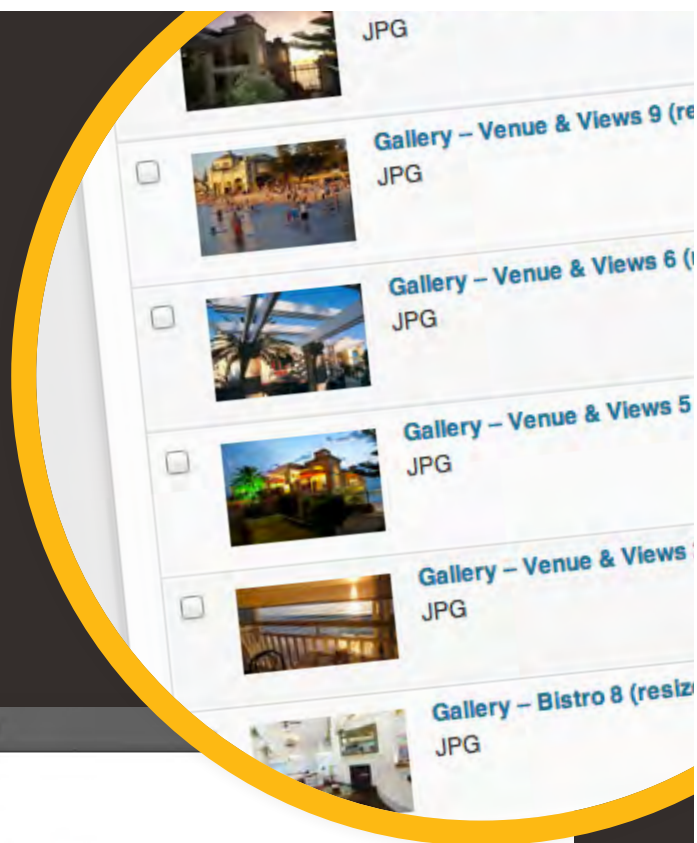 JPG
Gallery – Venue & Views 9 (re
JPG
Gallery – Venue & Views 6 (
JPG
Gallery – Venue & Views 5
JPG
Gallery – Venue & Views
JPG
Gallery – Bistro 8 (resize
JPG